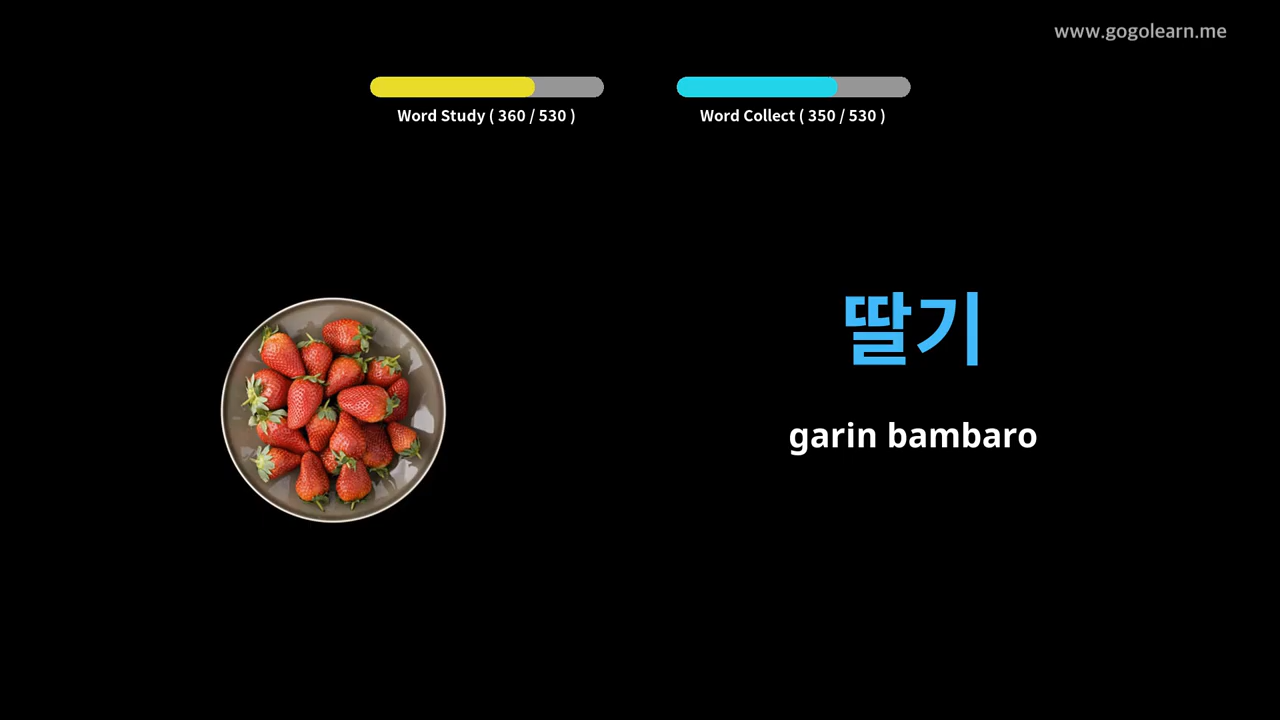 www.gogolearn.me
Word Study ( 360 / 530 )
Word Collect ( 350 / 530 )
딸기
garin bambaro